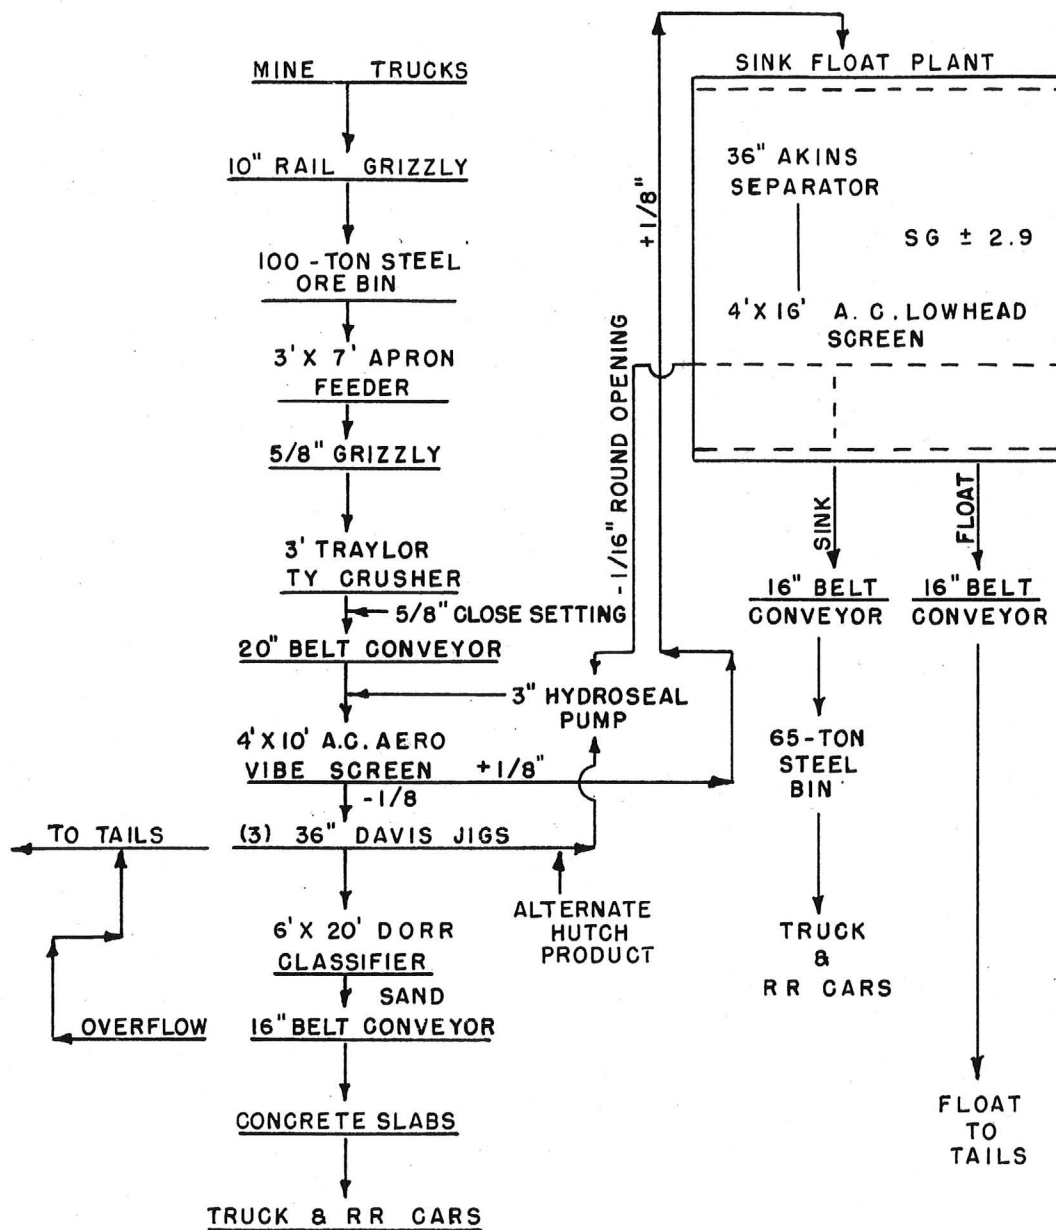 MINE TRUCKS
10" RAIL GRIZZLY
100-TON STEEL
ORE BIN
3' X 7' APRON
FEEDER
5/8" GRIZZLY
3' TRAYLOR
TY CRUSHER
5/8" CLOSE SETTING
20" BELT CONVEYOR
3" HYDROSEAL
PUMP
4' X 10' A.C. AERO
VIBE SCREEN +1/8"
-1/8
TO TAILS
(3) 36" DAVIS JIGS
ALTERNATE
HUTCH
PRODUCT
6' X 20' DORR
CLASSIFIER
SAND
OVERFLOW
16" BELT CONVEYOR
CONCRETE SLABS
TRUCK & RR CARS
-1/16" ROUND OPENING
+1/8"
SINK FLOAT PLANT
36" AKINS
SEPARATOR
SG ± 2.9
4' X 16' A.C. LOWHEAD
SCREEN
SINK
FLOAT
16" BELT
CONVEYOR
16" BELT
CONVEYOR
65-TON
STEEL
BIN
TRUCK
&
RR CARS
FLOAT
TO
TAILS